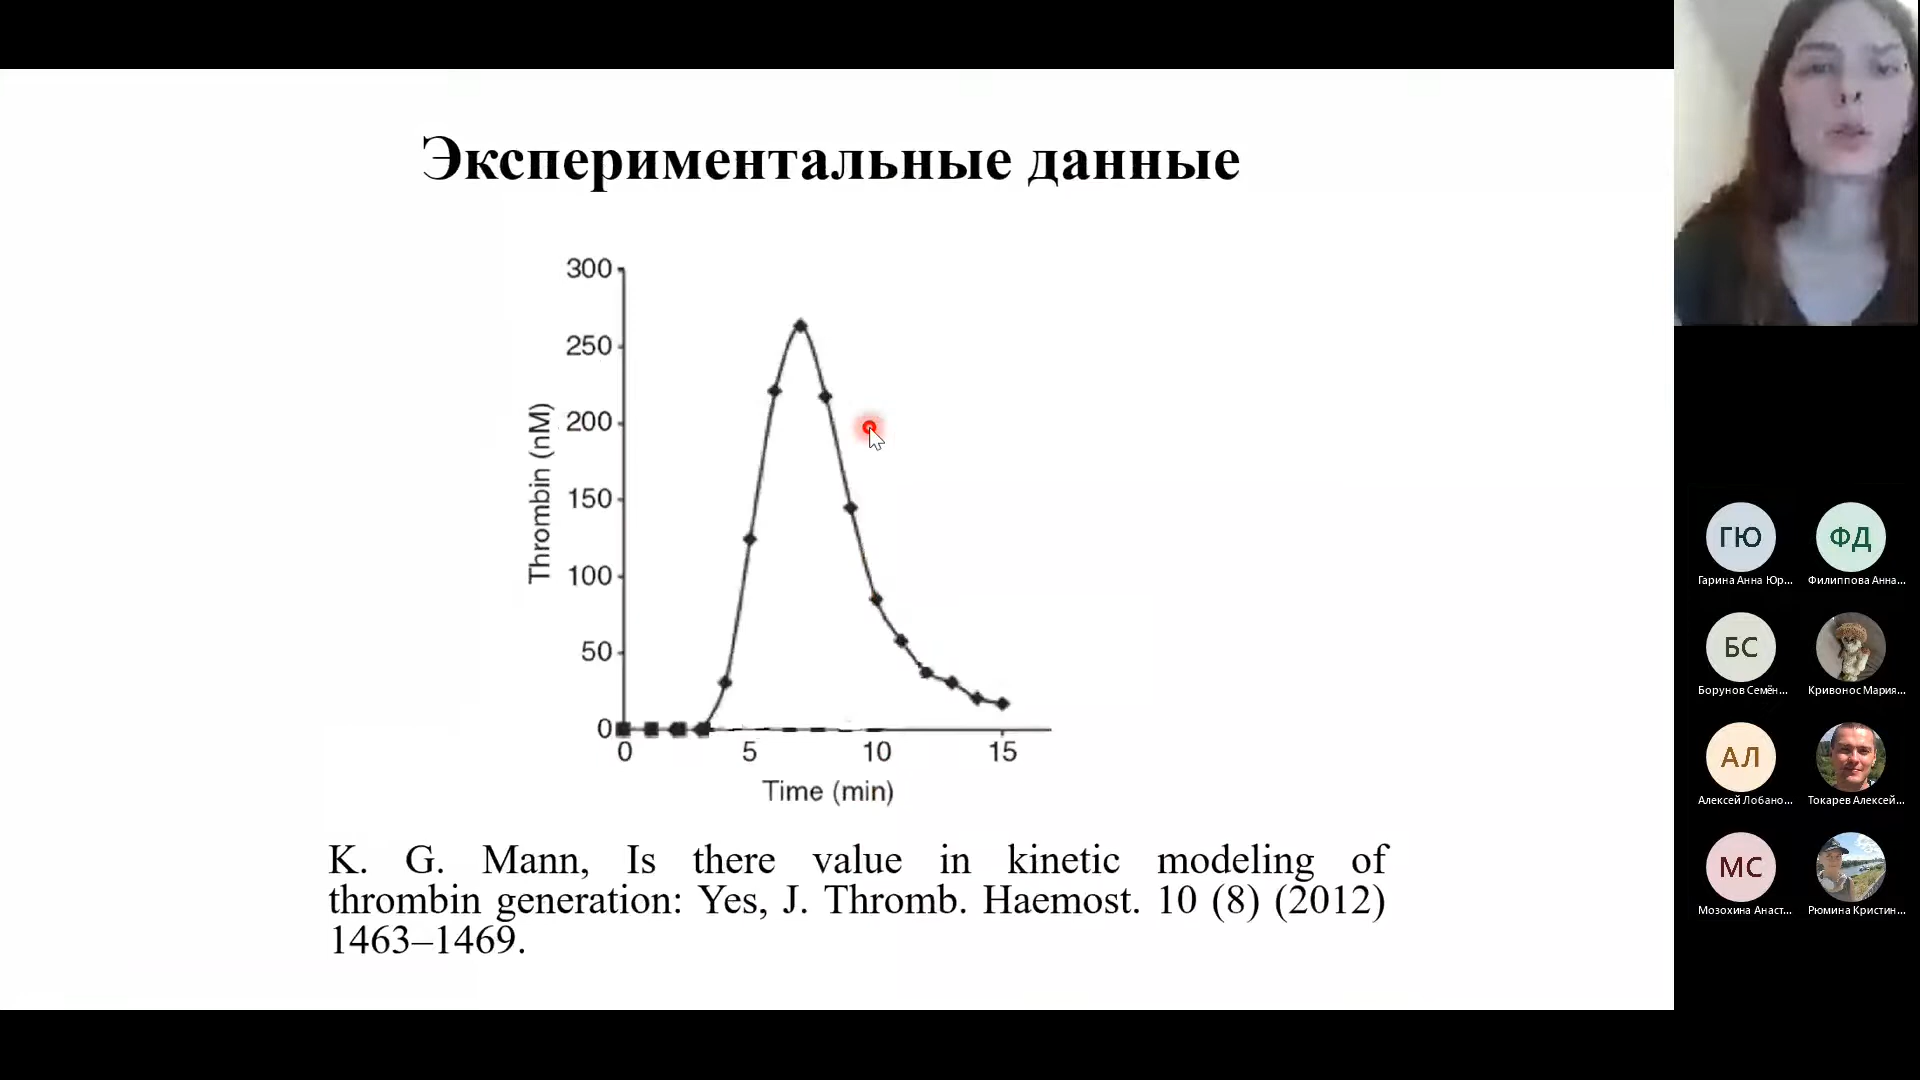 Экспериментальные данные
300
250
200
150
100
50
0
Thrombin (nM)
0 5 10 15
Time (min)
K. G. Mann, Is there value in kinetic modeling of
thrombin generation: Yes, J. Thromb. Haemost. 10 (8) (2012)
1463–1469.
ГЮ ФД
Гарина Анна Юр... Филиппова Анна...
БС
Борунов Семён... Кривонос Мария...
АЛ
Алексей Лобано... Токарев Алексей...
МС
Мозохина Анаст... Рюмина Кристин...